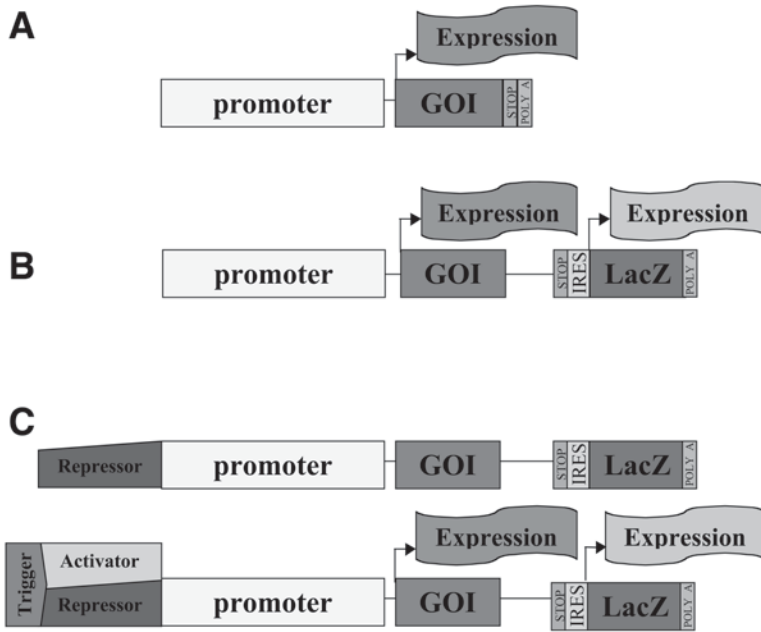 A
Expression
promoter
GOI
STOP
POLY A
Expression
Expression
B
promoter
GOI
STOP
IRES
LacZ
POLY A
C
Repressor
promoter
GOI
STOP
IRES
LacZ
POLY A
Expression
Expression
Trigger
Activator
Repressor
promoter
GOI
STOP
IRES
LacZ
POLY A